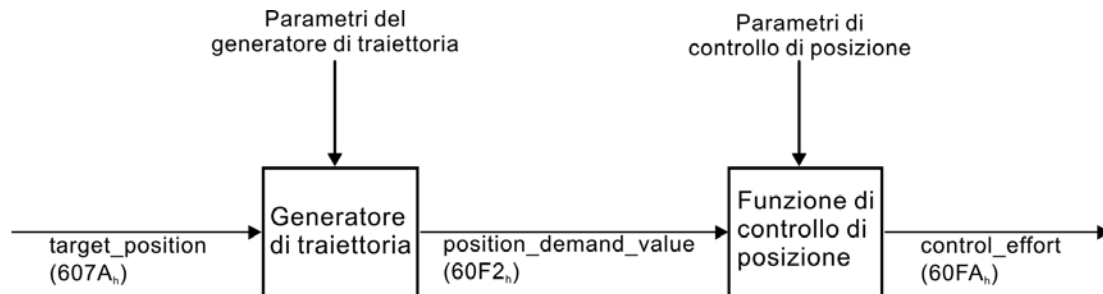 Parametri del
generatore di traiettoria
Parametri di
controllo di posizione
Generatore
di traiettoria
Funzione di
controllo di
posizione
target_position
(607Aₕ)
position_demand_value
(60F2ₕ)
control_effort
(60FAₕ)